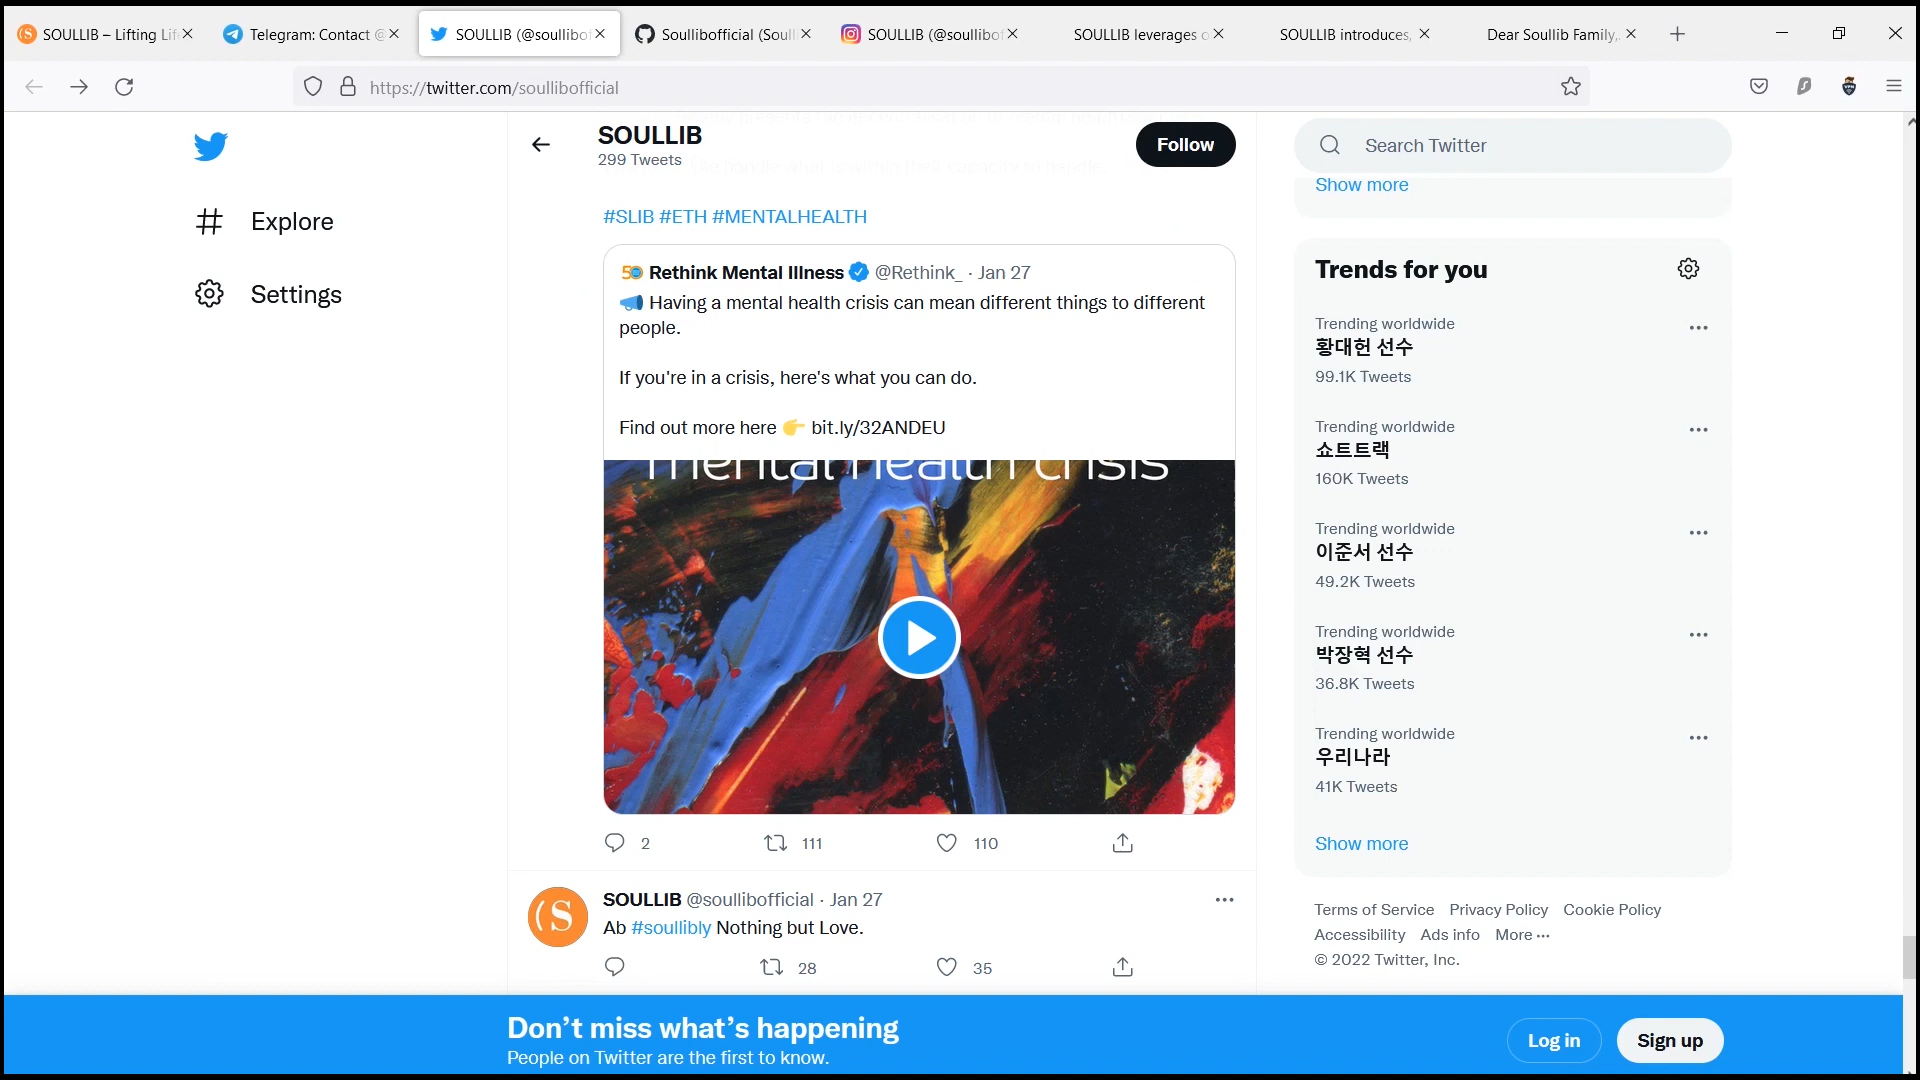 SOULLIB – Lifting Lif
Telegram: Contact @
SOULLIB (@soullibof
Soullibofficial (Soull
SOULLIB (@soullibof
SOULLIB leverages o
SOULLIB introduces,
Dear Soullib Family,
https://twitter.com/soullibofficial
SOULLIB
299 Tweets
Follow
Search Twitter
Show more
Explore
Settings
#SLIB #ETH #MENTALHEALTH
Rethink Mental Illness @Rethink_ · Jan 27
Having a mental health crisis can mean different things to different
people.
If you're in a crisis, here's what you can do.
Find out more here bit.ly/32ANDEU
mental health crisis
2
111
110
SOULLIB @soullibofficial · Jan 27
Ab #soullibly Nothing but Love.
28
35
Trends for you
Trending worldwide
황대헌 선수
99.1K Tweets
Trending worldwide
쇼트트랙
160K Tweets
Trending worldwide
이준서 선수
49.2K Tweets
Trending worldwide
박장혁 선수
36.8K Tweets
Trending worldwide
우리나라
41K Tweets
Show more
Terms of Service Privacy Policy Cookie Policy
Accessibility Ads info More ···
© 2022 Twitter, Inc.
Don’t miss what’s happening
People on Twitter are the first to know.
Log in
Sign up